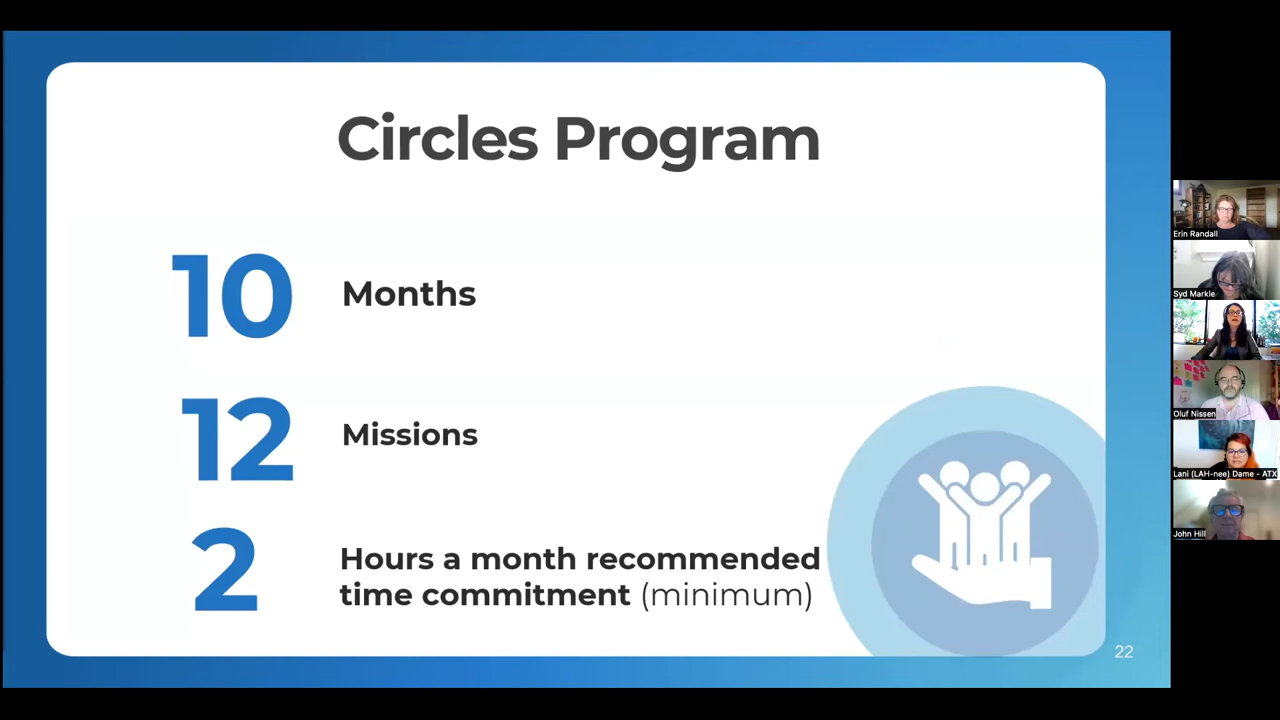 Circles Program
10
Months
12
Missions
2
Hours a month recommended
time commitment (minimum)
22
Erin Randall
Syd Markle
Oluf Nissen
Lani (LAH-nee) Dame - ATX
John Hill